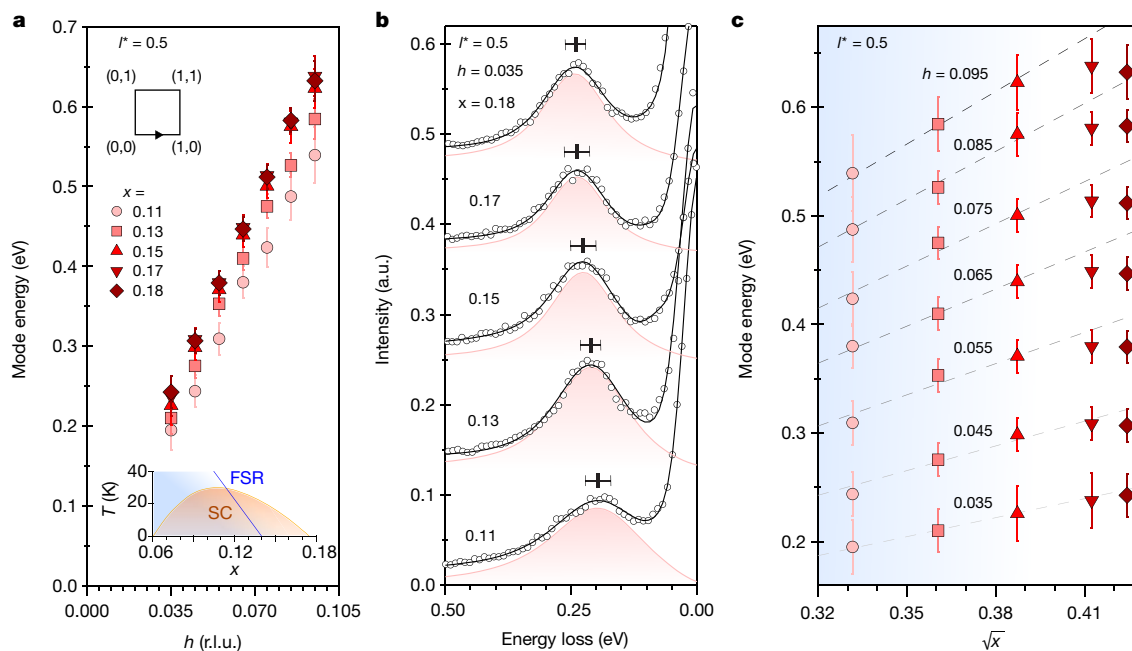 a
l* = 0.5
(0,1) (1,1)
(0,0) (1,0)
x =
0.11
0.13
0.15
0.17
0.18
Mode energy (eV)
0.7
0.6
0.5
0.4
0.3
0.2
0.1
0.0
0.000 0.035 0.070 0.105
h (r.l.u.)
T (K)
40
20
0
FSR
SC
0.06 0.12 0.18
x
b
l* = 0.5
h = 0.035
x = 0.18
0.17
0.15
0.13
0.11
Intensity (a.u.)
0.6
0.5
0.4
0.3
0.2
0.1
0.0
0.50 0.25 0.00
Energy loss (eV)
c
l* = 0.5
h = 0.095
0.085
0.075
0.065
0.055
0.045
0.035
Mode energy (eV)
0.6
0.5
0.4
0.3
0.2
0.32 0.35 0.38 0.41
√x